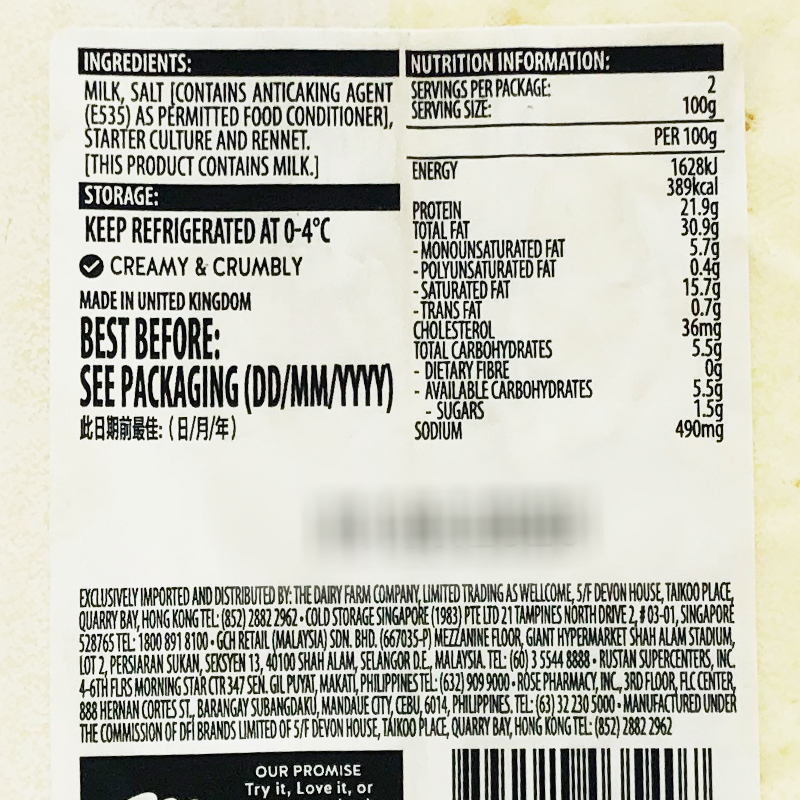 INGREDIENTS:
MILK, SALT [CONTAINS ANTICAKING AGENT
(E535) AS PERMITTED FOOD CONDITIONER],
STARTER CULTURE AND RENNET.
[THIS PRODUCT CONTAINS MILK.]
STORAGE:
KEEP REFRIGERATED AT 0-4°C
CREAMY & CRUMBLY
MADE IN UNITED KINGDOM
BEST BEFORE:
SEE PACKAGING (DD/MM/YYYY)
此日期前最佳: (日/月/年)
NUTRITION INFORMATION:
SERVINGS PER PACKAGE: 2
SERVING SIZE: 100g
PER 100g
ENERGY 1628kJ
389kcal
PROTEIN 21.9g
TOTAL FAT 30.9g
- MONOUNSATURATED FAT 5.7g
- POLYUNSATURATED FAT 0.4g
- SATURATED FAT 15.7g
- TRANS FAT 0.7g
CHOLESTEROL 36mg
TOTAL CARBOHYDRATES 5.5g
- DIETARY FIBRE 0g
- AVAILABLE CARBOHYDRATES 5.5g
- SUGARS 1.5g
SODIUM 490mg
EXCLUSIVELY IMPORTED AND DISTRIBUTED BY: THE DAIRY FARM COMPANY, LIMITED TRADING AS WELLCOME, 5/F DEVON HOUSE, TAIKOO PLACE,
QUARRY BAY, HONG KONG TEL: (852) 2882 2962 • COLD STORAGE SINGAPORE (1983) PTE LTD 21 TAMPINES NORTH DRIVE 2, #03-01, SINGAPORE
528765 TEL: 1800 891 8100 • GCH RETAIL (MALAYSIA) SDN. BHD. (667035-P) MEZZANINE FLOOR, GIANT HYPERMARKET SHAH ALAM STADIUM,
LOT 2, PERSIARAN SUKAN, SEKSYEN 13, 40100 SHAH ALAM, SELANGOR D.E., MALAYSIA. TEL: (60) 3 5544 8888 • RUSTAN SUPERCENTERS, INC.
4-6TH FLRS MORNING STAR CTR 347 SEN. GIL PUYAT, MAKATI, PHILIPPINES TEL: (632) 909 9000 • ROSE PHARMACY, INC., 3RD FLOOR, FLC CENTER,
888 HERNAN CORTES ST., BARANGAY SUBANGDAKU, MANDAUE CITY, CEBU, 6014, PHILIPPINES. TEL: (63) 32 230 5000 • MANUFACTURED UNDER
THE COMMISSION OF DFI BRANDS LIMITED OF 5/F DEVON HOUSE, TAIKOO PLACE, QUARRY BAY, HONG KONG TEL: (852) 2882 2962
OUR PROMISE
Try it, Love it, or